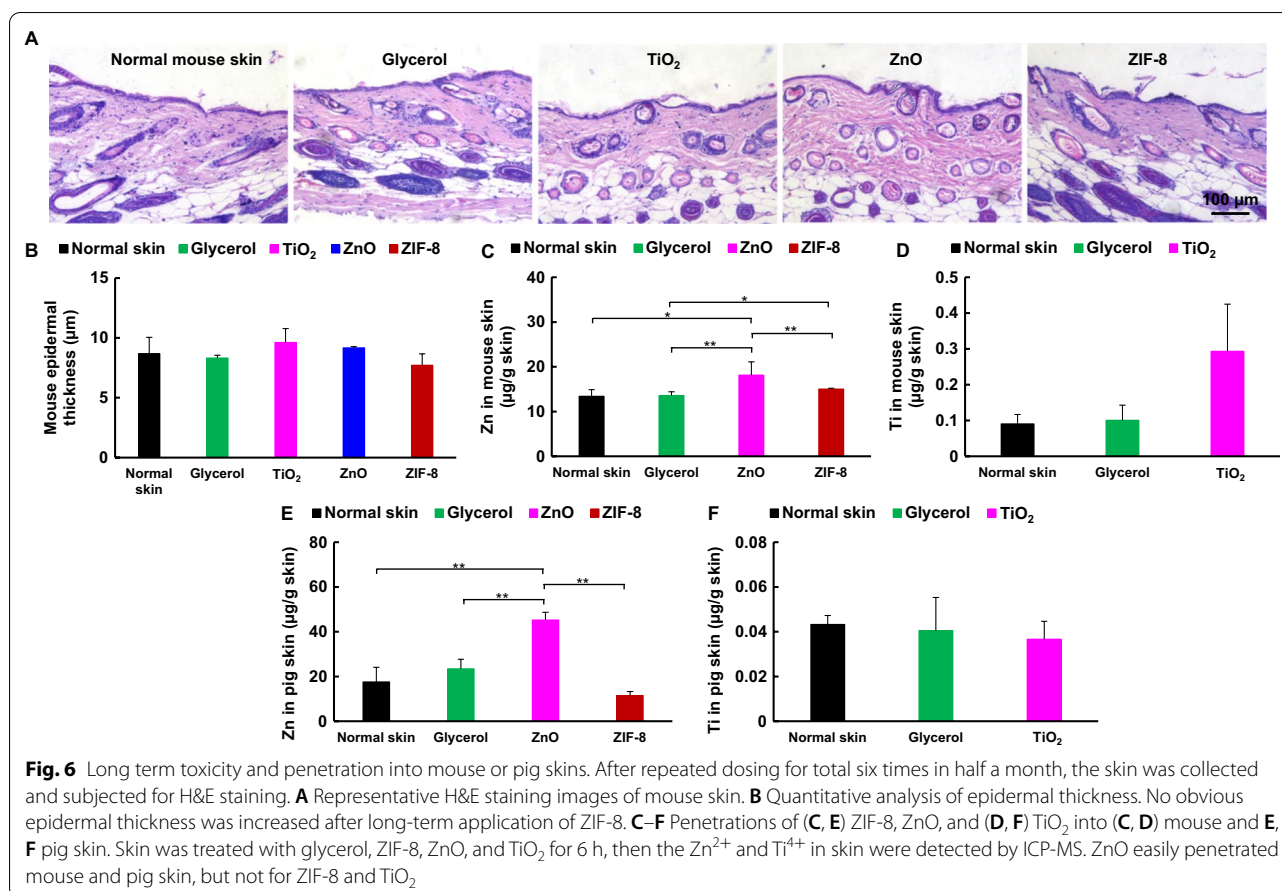 A
Normal mouse skin Glycerol TiO₂ ZnO ZIF-8
100 µm
B
Normal skin Glycerol TiO₂ ZnO ZIF-8
Mouse epidermal
thickness (µm)
15
10
5
0
Normal
skin
Glycerol
TiO₂
ZnO
ZIF-8
C
Normal skin Glycerol ZnO ZIF-8
Zn in mouse skin
(µg/g skin)
40
30
20
10
0
*
*
**
**
Normal skin Glycerol ZnO ZIF-8
D
Normal skin Glycerol TiO₂
Ti in mouse skin
(µg/g skin)
0.5
0.4
0.3
0.2
0.1
0
Normal skin Glycerol TiO₂
E
Normal skin Glycerol ZnO ZIF-8
Zn in pig skin (µg/g skin)
80
60
40
20
0
**
**
**
Normal skin Glycerol ZnO ZIF-8
F
Normal skin Glycerol TiO₂
Ti in pig skin (µg/g skin)
0.08
0.06
0.04
0.02
0
Normal skin Glycerol TiO₂
Fig. 6 Long term toxicity and penetration into mouse or pig skins. After repeated dosing for total six times in half a month, the skin was collected
and subjected for H&E staining. A Representative H&E staining images of mouse skin. B Quantitative analysis of epidermal thickness. No obvious
epidermal thickness was increased after long-term application of ZIF-8. C–F Penetrations of (C, E) ZIF-8, ZnO, and (D, F) TiO₂ into (C, D) mouse and E,
F pig skin. Skin was treated with glycerol, ZIF-8, ZnO, and TiO₂ for 6 h, then the Zn²⁺ and Ti⁴⁺ in skin were detected by ICP-MS. ZnO easily penetrated
mouse and pig skin, but not for ZIF-8 and TiO₂